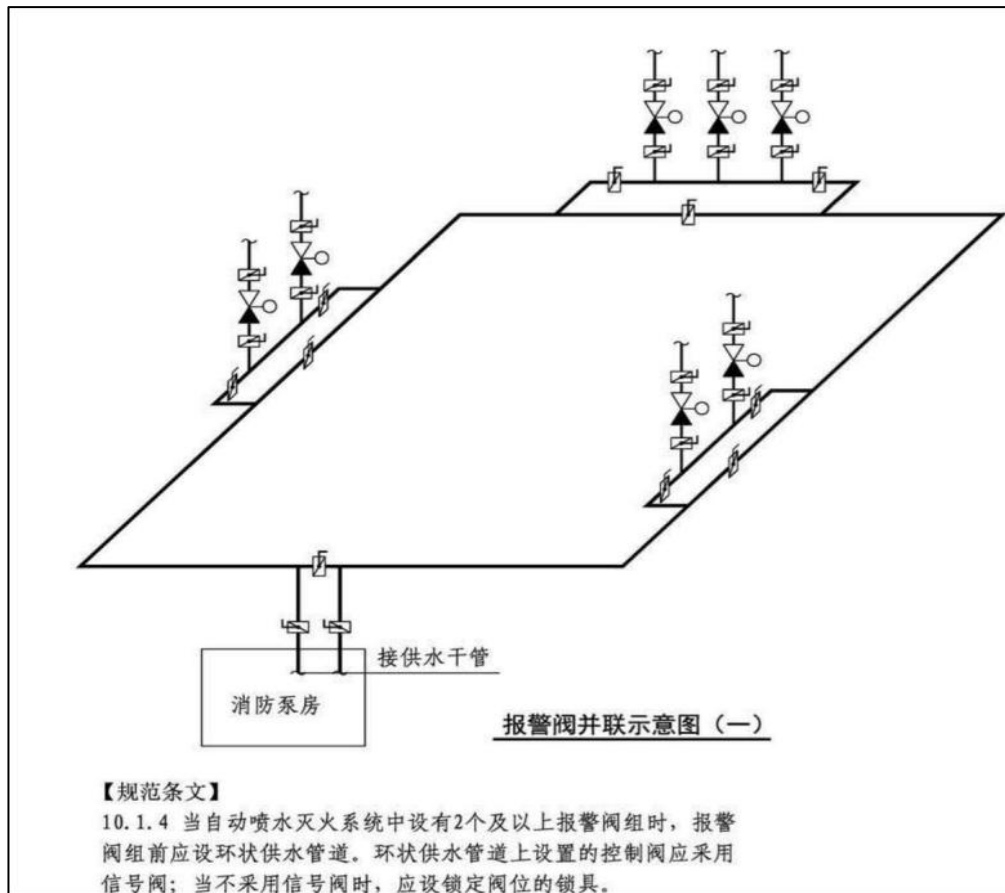 接供水干管
消防泵房
报警阀并联示意图（一）
【规范条文】
10.1.4 当自动喷水灭火系统中设有2个及以上报警阀组时，报警
阀组前应设环状供水管道。环状供水管道上设置的控制阀应采用
信号阀；当不采用信号阀时，应设锁定阀位的锁具。